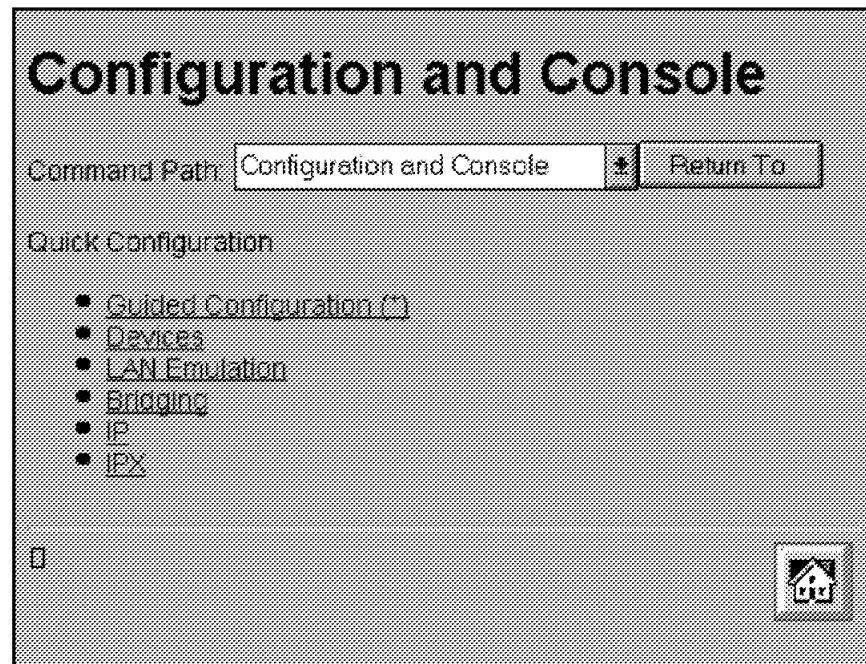 Configuration and Console
Command Path: Configuration and Console Return To
Quick Configuration
Guided Configuration (*)
Devices
LAN Emulation
Bridging
IP
IPX